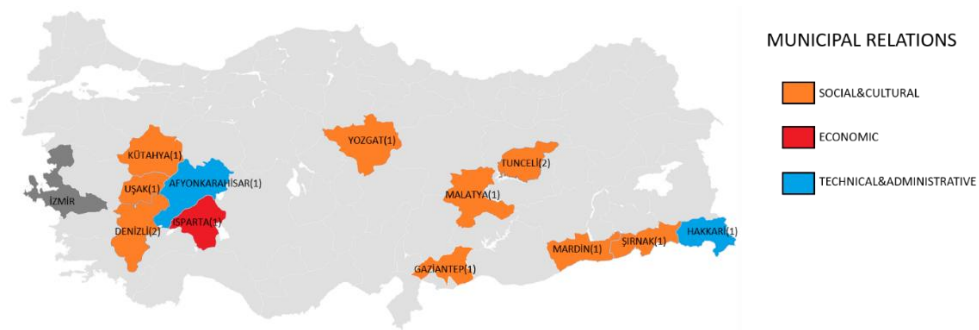 MUNICIPAL RELATIONS
SOCIAL&CULTURAL
ECONOMIC
TECHNICAL&ADMINISTRATIVE
YOZGAT(1)
KÜTAHYA(1)
TUNCELİ(2)
AFYONKARAHİSAR(1)
UŞAK(1)
MALATYA(1)
İZMİR
ISPARTA(1)
DENİZLİ(2)
HAKKARİ(1)
ŞIRNAK(1)
MARDİN(1)
GAZİANTEP(1)